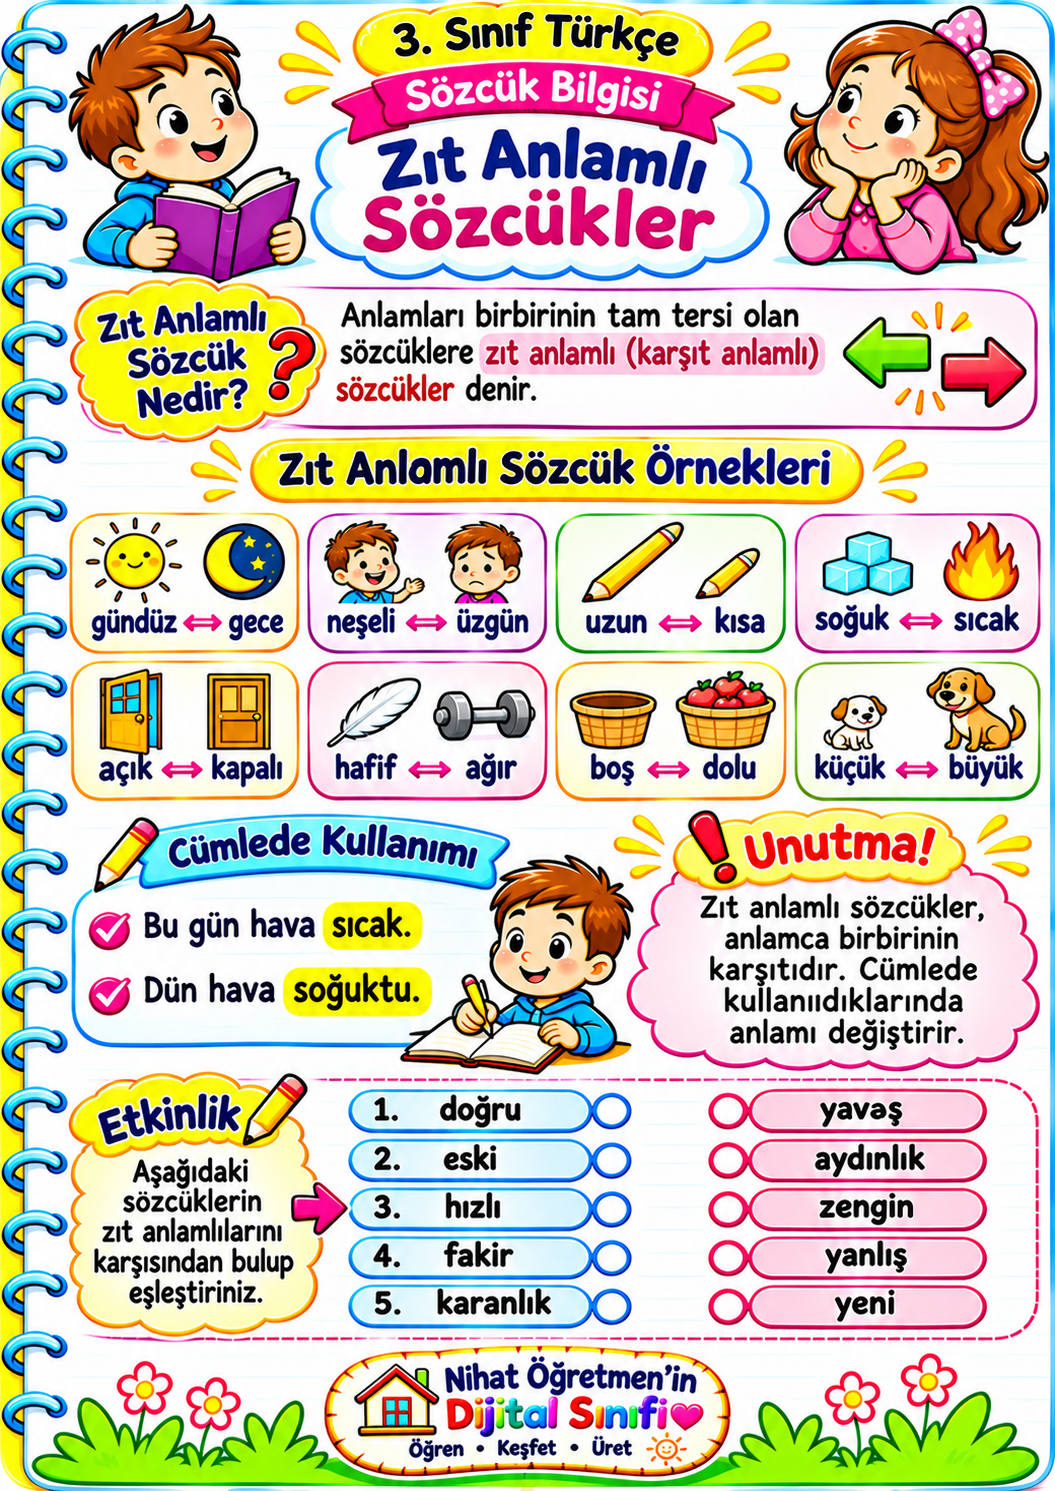 3. Sınıf Türkçe
Sözcük Bilgisi
Zıt Anlamlı
Sözcükler
Zıt Anlamlı
Sözcük
Nedir?
Anlamları birbirinin tam tersi olan
sözcüklere zıt anlamlı (karşıt anlamlı)
sözcükler denir.
Zıt Anlamlı Sözcük Örnekleri
gündüz ↔ gece
neşeli ↔ üzgün
uzun ↔ kısa
soğuk ↔ sıcak
açık ↔ kapalı
hafif ↔ ağır
boş ↔ dolu
küçük ↔ büyük
Cümlede Kullanımı
Bu gün hava sıcak.
Dün hava soğuktu.
Unutma!
Zıt anlamlı sözcükler,
anlamca birbirinin
karşıtıdır. Cümlede
kullanııdıklarında
anlamı değiştirir.
Etkinlik
Aşağıdaki
sözcüklerin
zıt anlamlılarını
karşısından bulup
eşleştiriniz.
1. doğru
2. eski
3. hızlı
4. fakir
5. karanlık
yavaş
aydınlık
zengin
yanlış
yeni
Nihat Öğretmen'in
Dijital Sınıfı
Öğren • Keşfet • Üret